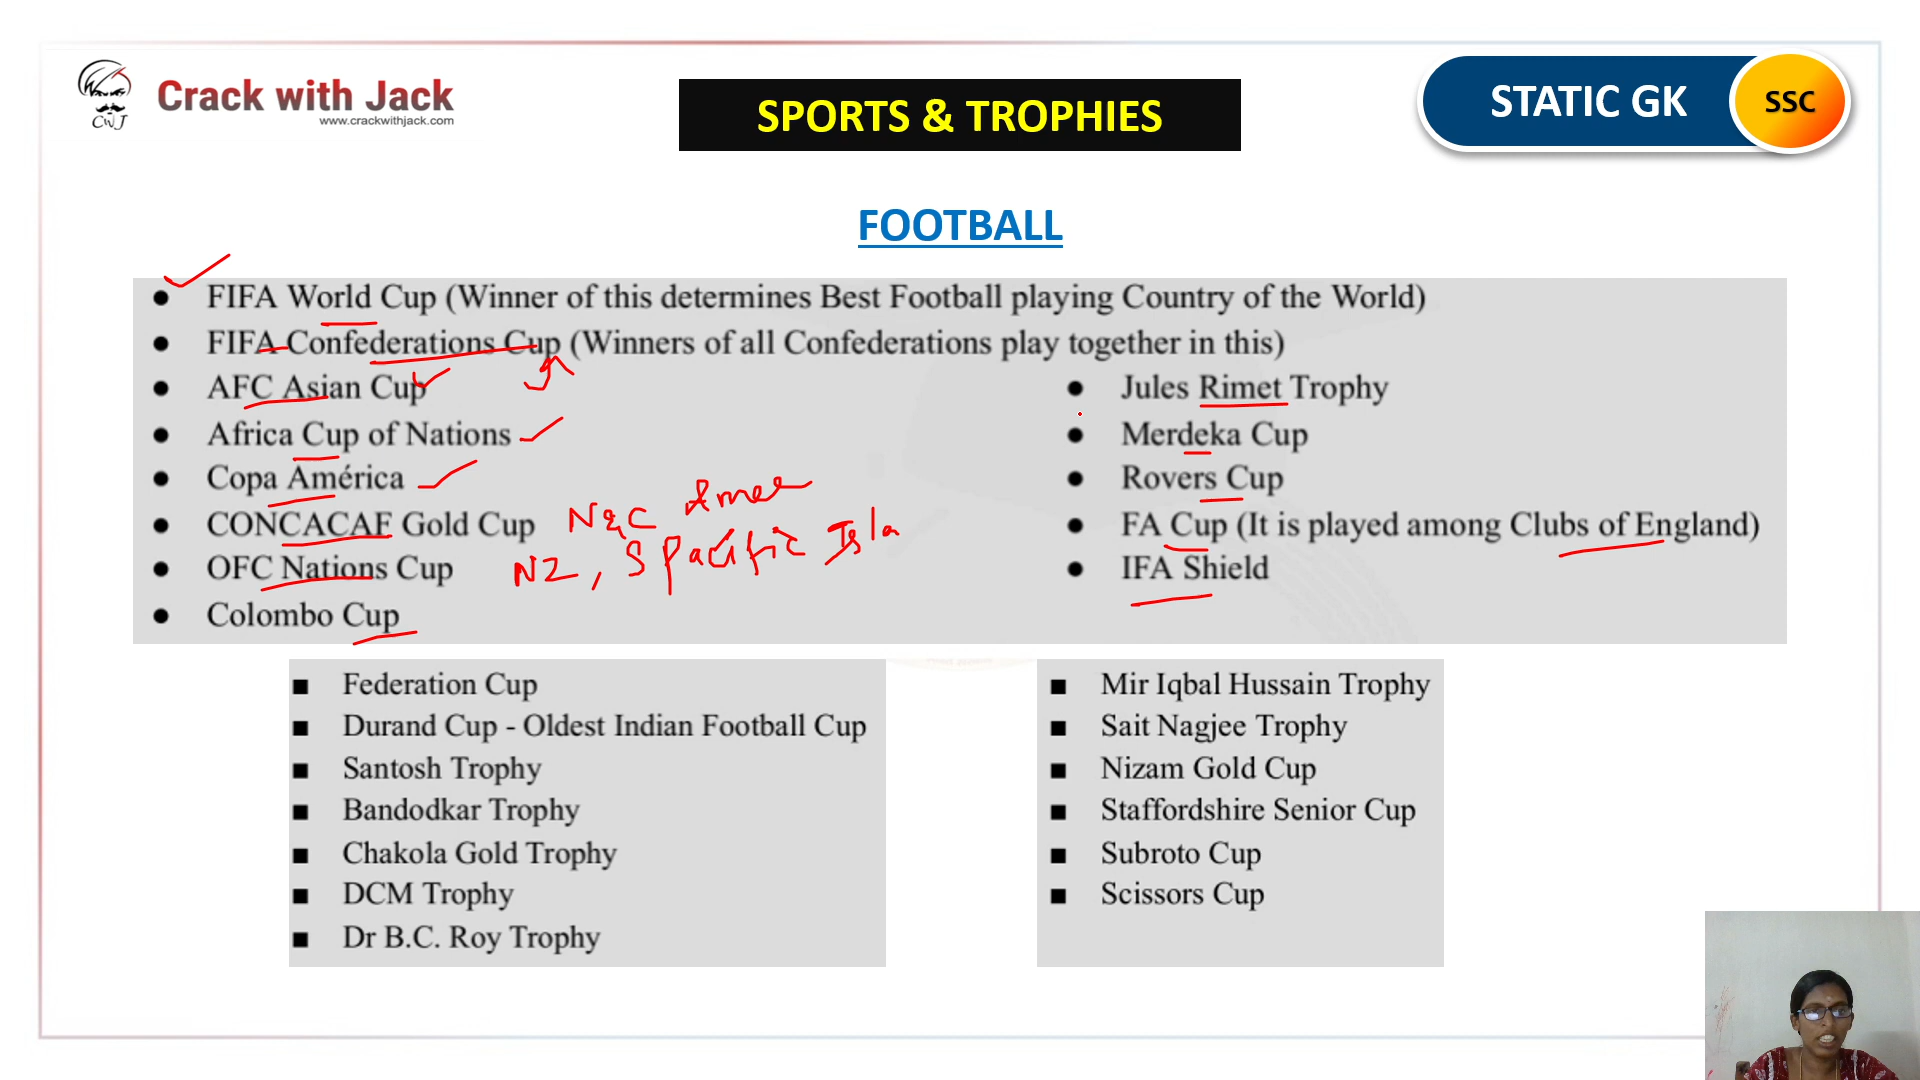 Crack with Jack
www.crackwithjack.com
CWJ
SPORTS & TROPHIES
STATIC GK
SSC
FOOTBALL
● FIFA World Cup (Winner of this determines Best Football playing Country of the World)
● FIFA Confederations Cup (Winners of all Confederations play together in this)
● AFC Asian Cup
● Africa Cup of Nations
● Copa América
● CONCACAF Gold Cup N&C Amer
● OFC Nations Cup NZ, S Pacific Isla
● Colombo Cup
● Jules Rimet Trophy
● Merdeka Cup
● Rovers Cup
● FA Cup (It is played among Clubs of England)
● IFA Shield
■ Federation Cup
■ Durand Cup - Oldest Indian Football Cup
■ Santosh Trophy
■ Bandodkar Trophy
■ Chakola Gold Trophy
■ DCM Trophy
■ Dr B.C. Roy Trophy
■ Mir Iqbal Hussain Trophy
■ Sait Nagjee Trophy
■ Nizam Gold Cup
■ Staffordshire Senior Cup
■ Subroto Cup
■ Scissors Cup